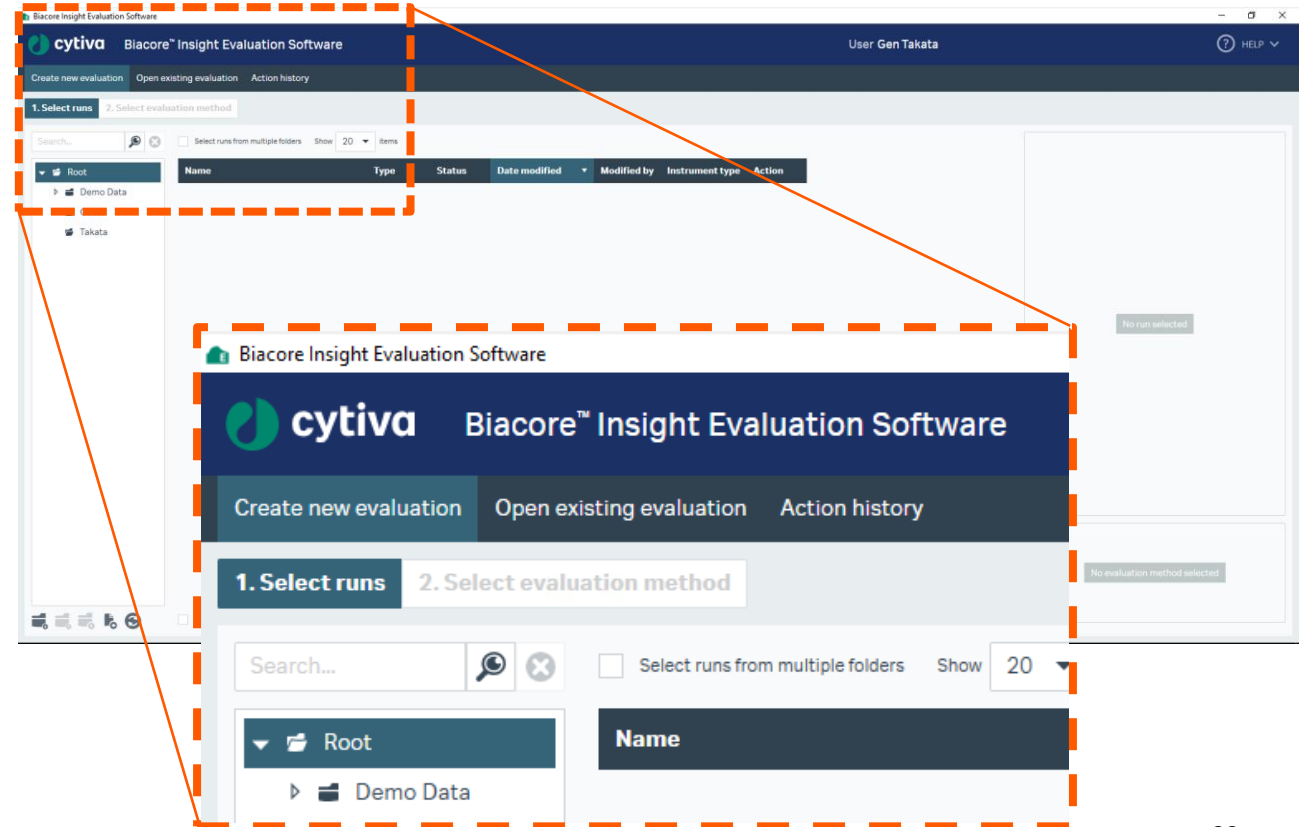 Biacore Insight Evaluation Software
cytiva Biacore™ Insight Evaluation Software User Gen Takata ? HELP
Create new evaluation Open existing evaluation Action history
1. Select runs 2. Select evaluation method
Search... Select runs from multiple folders Show 20 items
Root Name Type Status Date modified Modified by Instrument type Action
Demo Data
Takata
No run selected
No evaluation method selected
Biacore Insight Evaluation Software
cytiva Biacore™ Insight Evaluation Software
Create new evaluation Open existing evaluation Action history
1. Select runs 2. Select evaluation method
Search... Select runs from multiple folders Show 20
Root Name
Demo Data